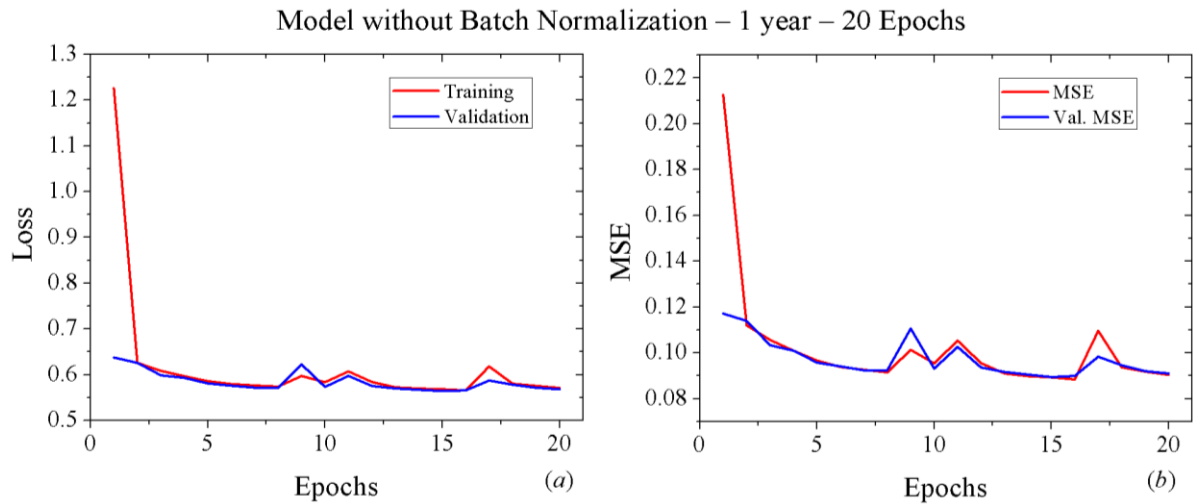 Model without Batch Normalization – 1 year – 20 Epochs
1.3
1.2
1.1
1.0
0.9
0.8
0.7
0.6
0.5
Loss
Training
Validation
0
5
10
15
20
Epochs
(a)
0.22
0.20
0.18
0.16
0.14
0.12
0.10
0.08
MSE
MSE
Val. MSE
0
5
10
15
20
Epochs
(b)